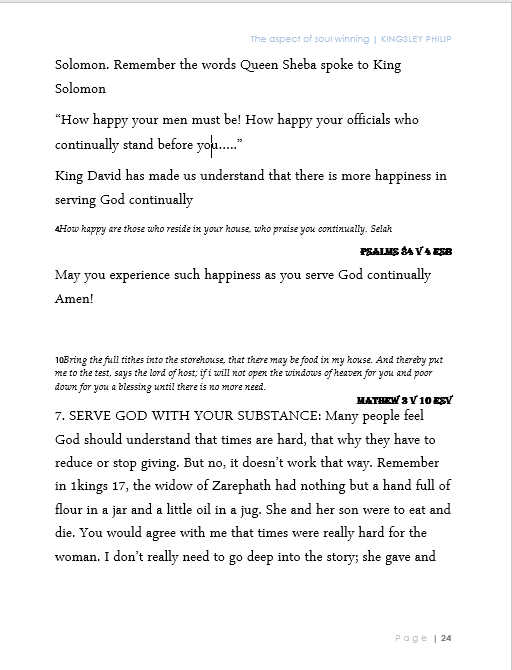 The aspect of soul winning | KINGSLEY PHILIP
Solomon. Remember the words Queen Sheba spoke to King
Solomon
“How happy your men must be! How happy your officials who
continually stand before you…..”
King David has made us understand that there is more happiness in
serving God continually
4How happy are those who reside in your house, who praise you continually. Selah
PSALMS 84 V 4 ESB
May you experience such happiness as you serve God continually
Amen!
10Bring the full tithes into the storehouse, that there may be food in my house. And thereby put
me to the test, says the lord of host; if i will not open the windows of heaven for you and poor
down for you a blessing until there is no more need.
MATHEW 3 V 10 ESV
7. SERVE GOD WITH YOUR SUBSTANCE: Many people feel
God should understand that times are hard, that why they have to
reduce or stop giving. But no, it doesn’t work that way. Remember
in 1kings 17, the widow of Zarephath had nothing but a hand full of
flour in a jar and a little oil in a jug. She and her son were to eat and
die. You would agree with me that times were really hard for the
woman. I don’t really need to go deep into the story; she gave and
Page | 24